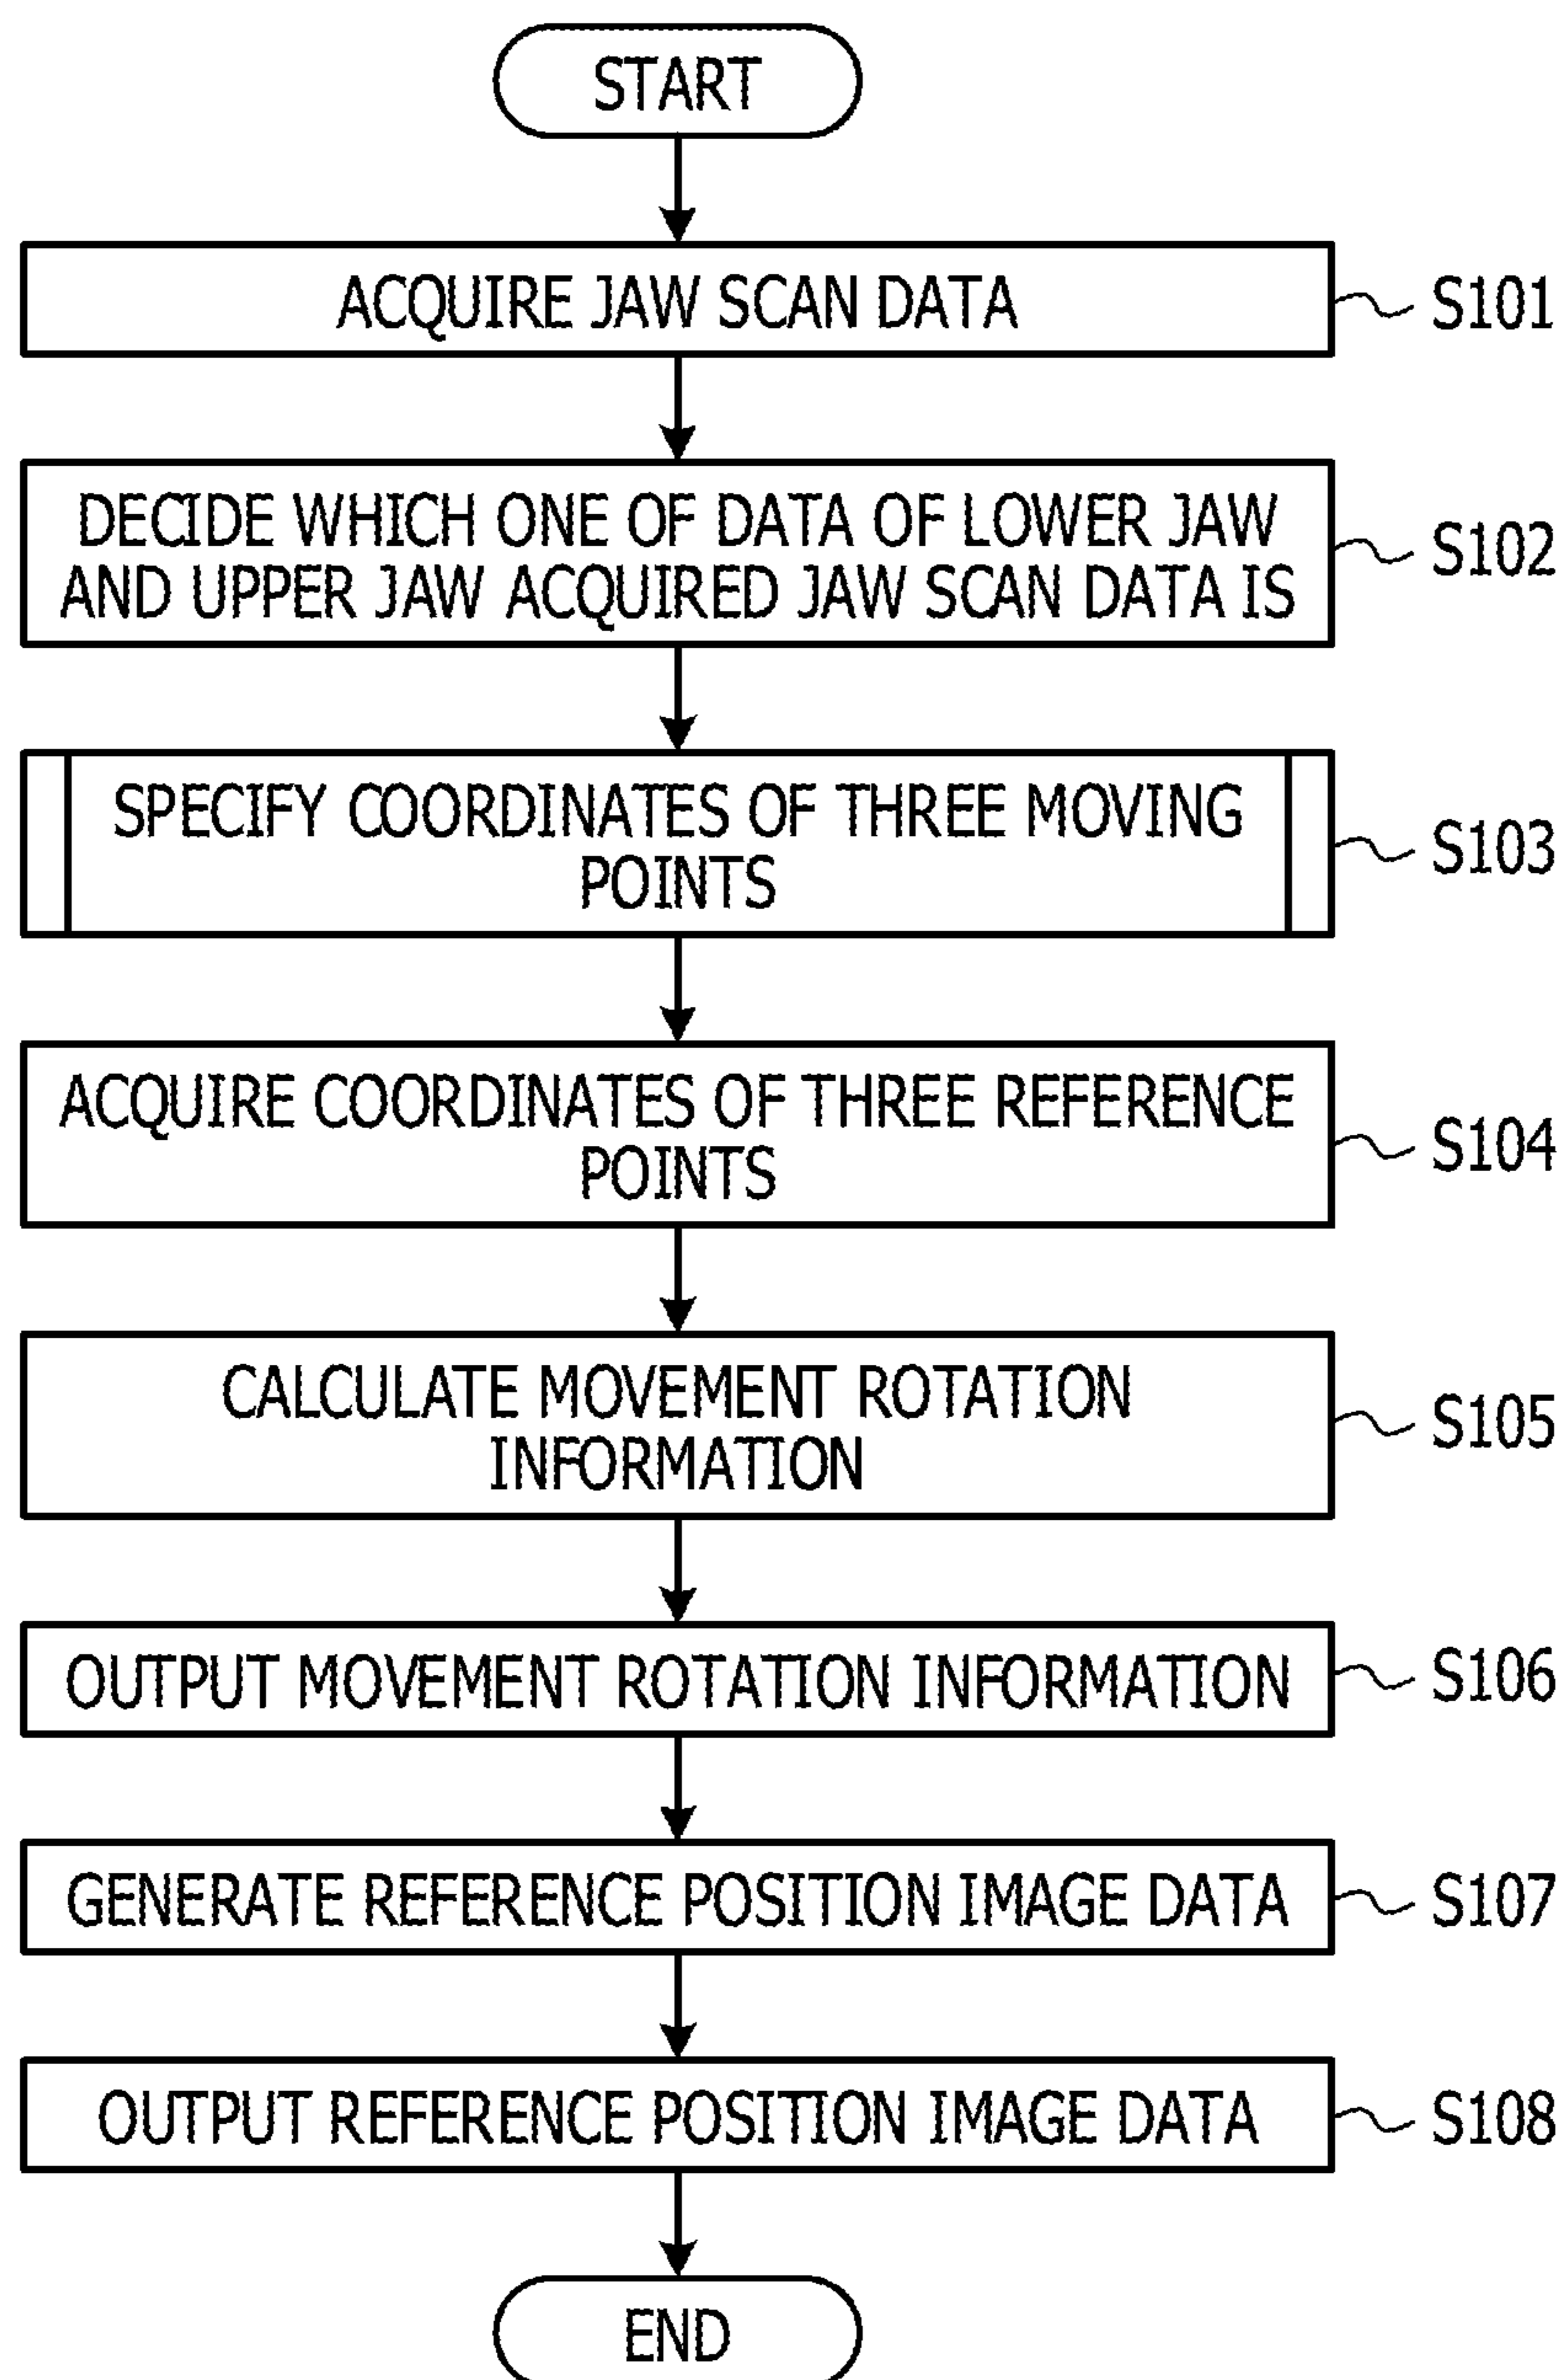 START
ACQUIRE JAW SCAN DATA
S101
DECIDE WHICH ONE OF DATA OF LOWER JAW
AND UPPER JAW ACQUIRED JAW SCAN DATA IS
S102
SPECIFY COORDINATES OF THREE MOVING
POINTS
S103
ACQUIRE COORDINATES OF THREE REFERENCE
POINTS
S104
CALCULATE MOVEMENT ROTATION
INFORMATION
S105
OUTPUT MOVEMENT ROTATION INFORMATION
S106
GENERATE REFERENCE POSITION IMAGE DATA
S107
OUTPUT REFERENCE POSITION IMAGE DATA
S108
END